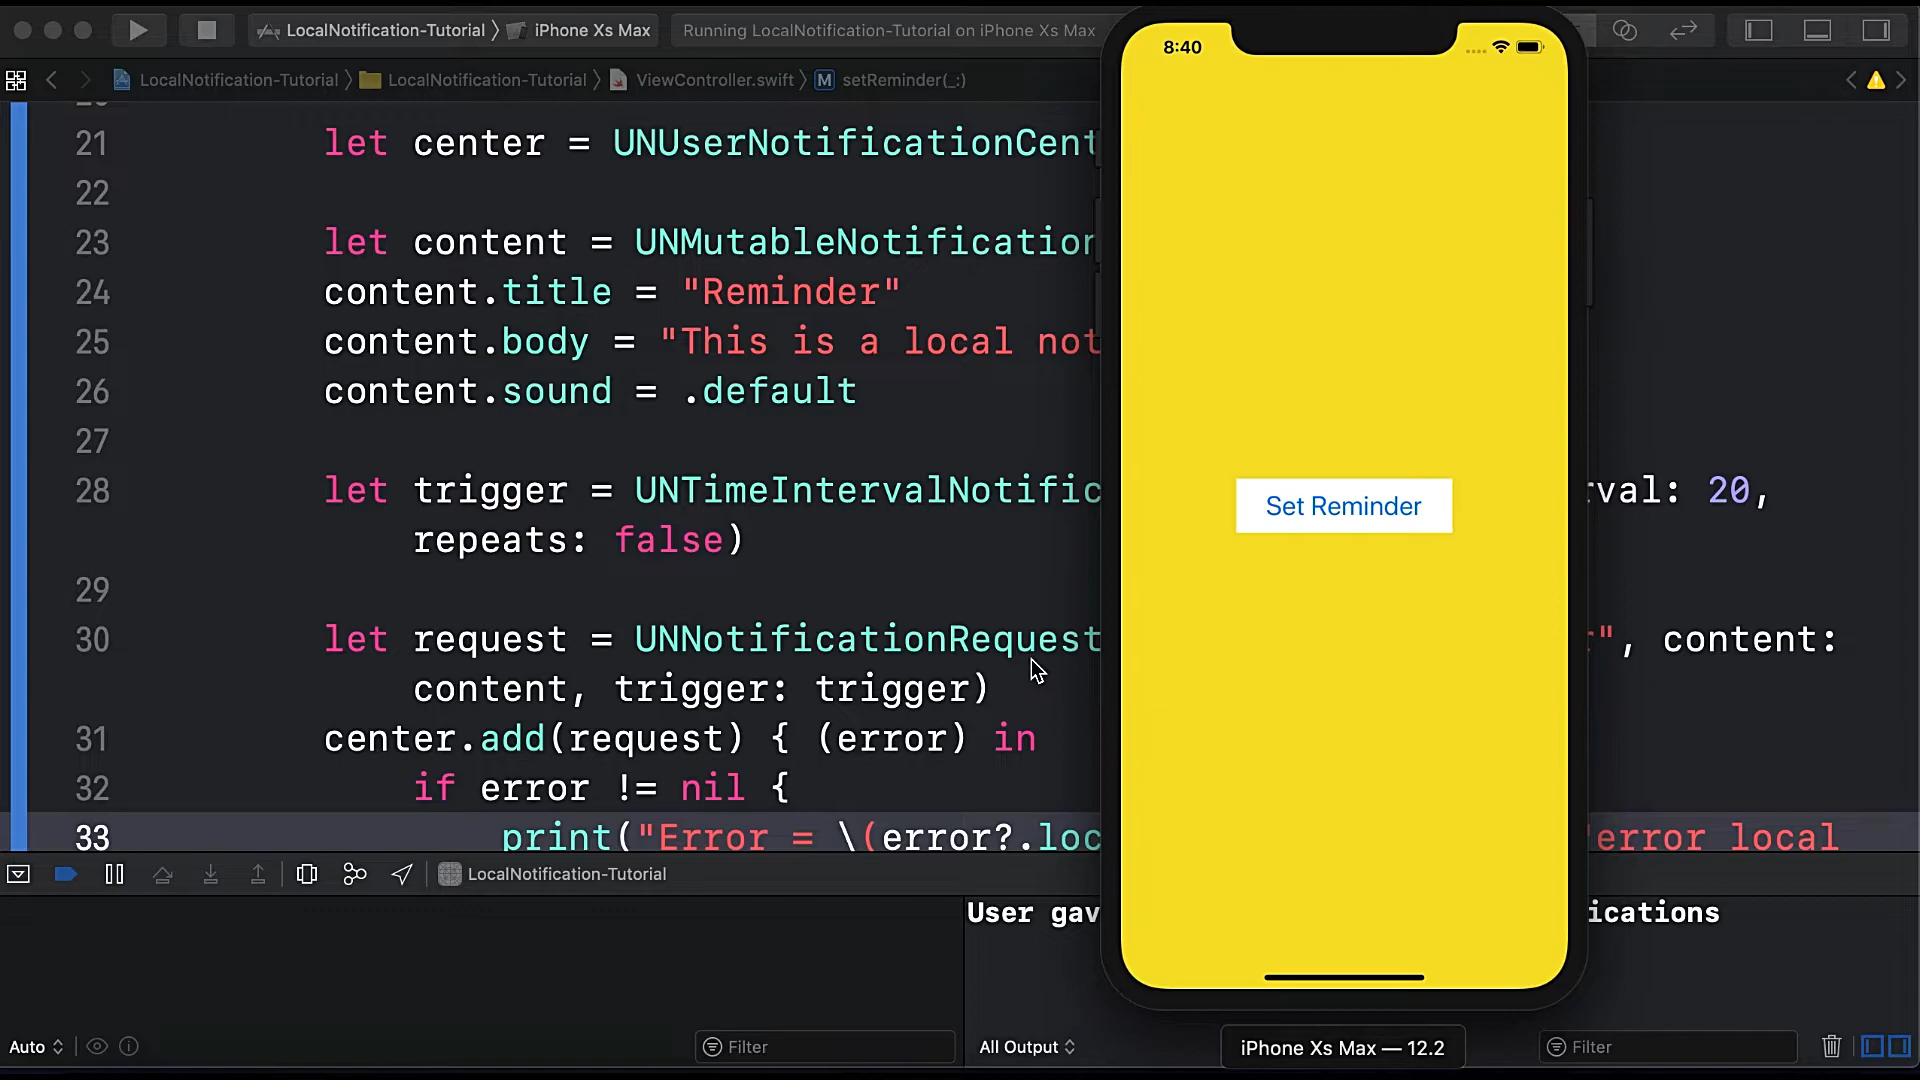 LocalNotification-Tutorial iPhone Xs Max
Running LocalNotification-Tutorial on iPhone Xs Max
8:40
LocalNotification-Tutorial LocalNotification-Tutorial ViewController.swift M setReminder(_:)
21 let center = UNUserNotificationCent
22
23 let content = UNMutableNotification
24 content.title = "Reminder"
25 content.body = "This is a local not
26 content.sound = .default
27
28 let trigger = UNTimeIntervalNotific rval: 20,
repeats: false)
Set Reminder
29
30 let request = UNNotificationRequest r", content:
content, trigger: trigger)
31 center.add(request) { (error) in
32 if error != nil {
33 print("Error = \(error?.loc error local
LocalNotification-Tutorial
User gav ications
Auto
Filter
All Output
iPhone Xs Max — 12.2
Filter